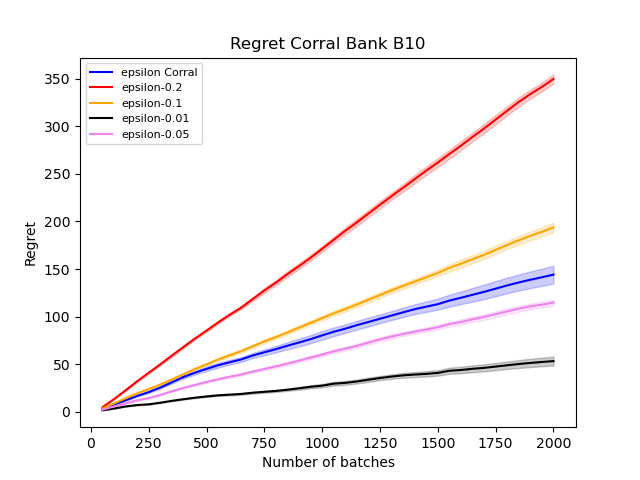 Regret Corral Bank B10
epsilon Corral
epsilon-0.2
epsilon-0.1
epsilon-0.01
epsilon-0.05
Regret
350
300
250
200
150
100
50
0
0 250 500 750 1000 1250 1500 1750 2000
Number of batches